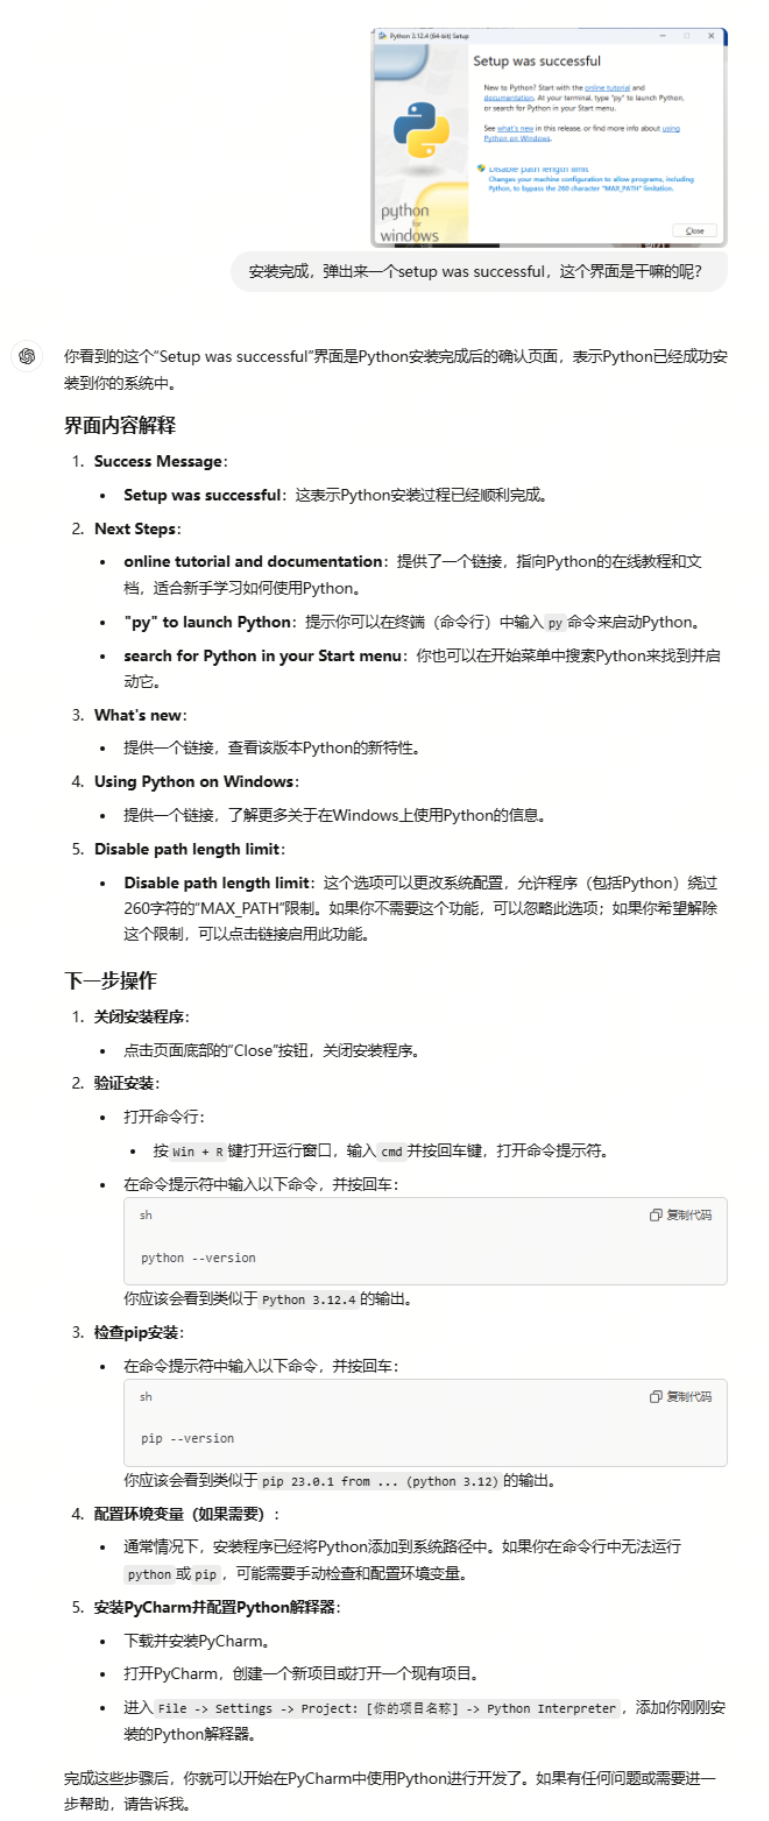 Python 3.12.4 (64-bit) Setup
Setup was successful
New to Python? Start with the online tutorial and
documentation. At your terminal, type "py" to launch Python,
or search for Python in your Start menu.
See what's new in this release, or find more info about using
Python on Windows.
Disable path length limit
Changes your machine configuration to allow programs, including
Python, to bypass the 260 character "MAX_PATH" limitation.
python
for
windows
Close
安装完成，弹出来一个setup was successful，这个界面是干嘛的呢？
你看到的这个"Setup was successful"界面是Python安装完成后的确认页面，表示Python已经成功安
装到你的系统中。
界面内容解释
1. Success Message：
• Setup was successful：这表示Python安装过程已经顺利完成。
2. Next Steps：
• online tutorial and documentation：提供了一个链接，指向Python的在线教程和文
档，适合新手学习如何使用Python。
• "py" to launch Python：提示你可以在终端（命令行）中输入 py 命令来启动Python。
• search for Python in your Start menu：你也可以在开始菜单中搜索Python来找到并启
动它。
3. What's new：
• 提供一个链接，查看该版本Python的新特性。
4. Using Python on Windows：
• 提供一个链接，了解更多关于在Windows上使用Python的信息。
5. Disable path length limit：
• Disable path length limit：这个选项可以更改系统配置，允许程序（包括Python）绕过
260字符的"MAX_PATH"限制。如果你不需要这个功能，可以忽略此选项；如果你希望解除
这个限制，可以点击链接启用此功能。
下一步操作
1. 关闭安装程序：
• 点击页面底部的"Close"按钮，关闭安装程序。
2. 验证安装：
• 打开命令行：
• 按 Win + R 键打开运行窗口，输入 cmd 并按回车键，打开命令提示符。
• 在命令提示符中输入以下命令，并按回车：
sh 复制代码
python --version
你应该会看到类似于 Python 3.12.4 的输出。
3. 检查pip安装：
• 在命令提示符中输入以下命令，并按回车：
sh 复制代码
pip --version
你应该会看到类似于 pip 23.0.1 from ... (python 3.12) 的输出。
4. 配置环境变量（如果需要）：
• 通常情况下，安装程序已经将Python添加到系统路径中。如果你在命令行中无法运行
python 或 pip ，可能需要手动检查和配置环境变量。
5. 安装PyCharm并配置Python解释器：
• 下载并安装PyCharm。
• 打开PyCharm，创建一个新项目或打开一个现有项目。
• 进入 File -> Settings -> Project: [你的项目名称] -> Python Interpreter ，添加你刚刚安
装的Python解释器。
完成这些步骤后，你就可以开始在PyCharm中使用Python进行开发了。如果有任何问题或需要进一
步帮助，请告诉我。